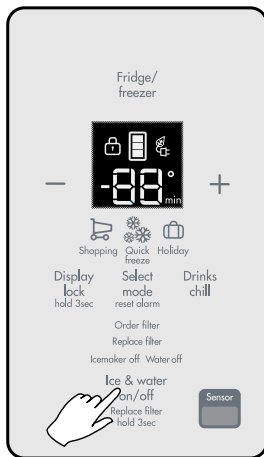 Fridge/
freezer
-88°
min
Shopping Quick freeze Holiday
Display lock
hold 3sec
Select mode
reset alarm
Drinks chill
Order filter
Replace filter
Icemaker off Water off
Ice & water
on/off
Replace filter
hold 3sec
Sensor